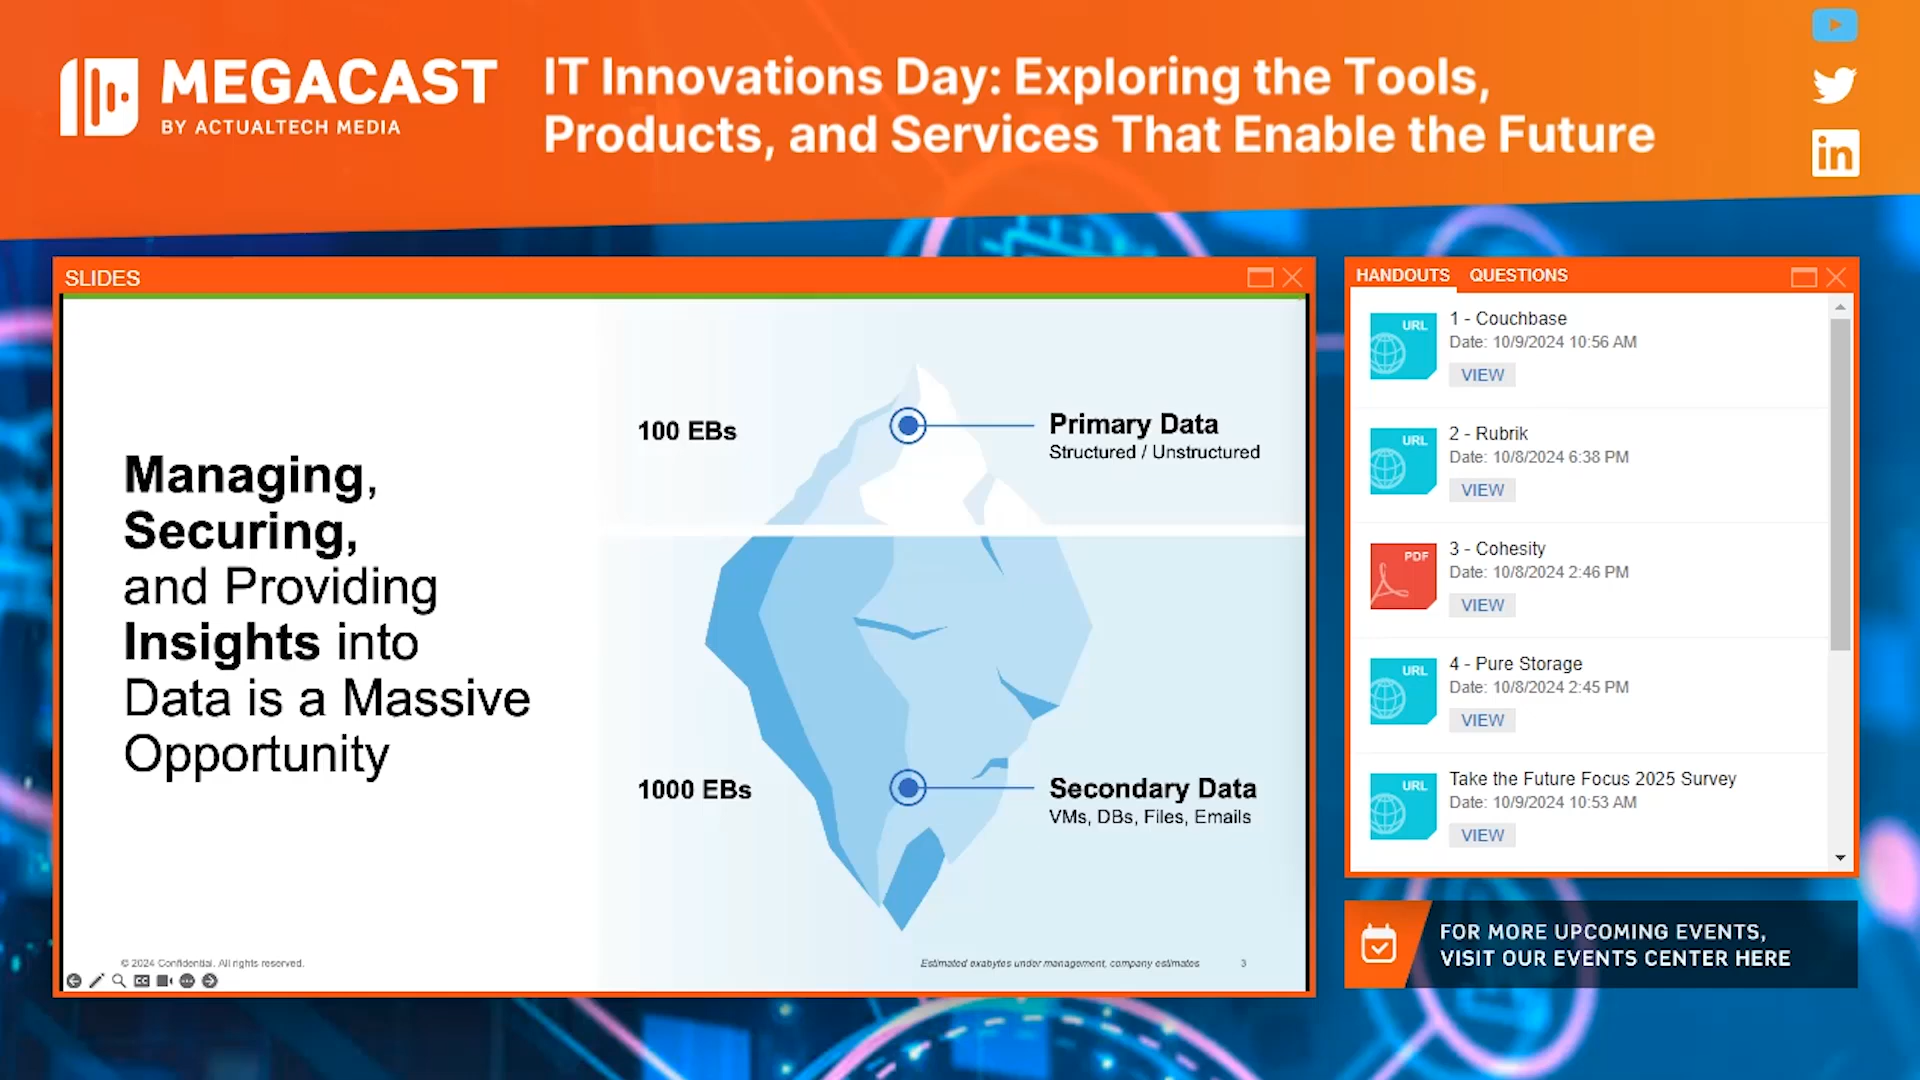 MEGACAST
BY ACTUALTECH MEDIA
IT Innovations Day: Exploring the Tools,
Products, and Services That Enable the Future
in
SLIDES
Managing,
Securing,
and Providing
Insights into
Data is a Massive
Opportunity
100 EBs
Primary Data
Structured / Unstructured
1000 EBs
Secondary Data
VMs, DBs, Files, Emails
© 2024 Confidential. All rights reserved.
Estimated exabytes under management, company estimates
3
CC
HANDOUTS QUESTIONS
URL
1 - Couchbase
Date: 10/9/2024 10:56 AM
VIEW
URL
2 - Rubrik
Date: 10/8/2024 6:38 PM
VIEW
PDF
3 - Cohesity
Date: 10/8/2024 2:46 PM
VIEW
URL
4 - Pure Storage
Date: 10/8/2024 2:45 PM
VIEW
URL
Take the Future Focus 2025 Survey
Date: 10/9/2024 10:53 AM
VIEW
FOR MORE UPCOMING EVENTS,
VISIT OUR EVENTS CENTER HERE